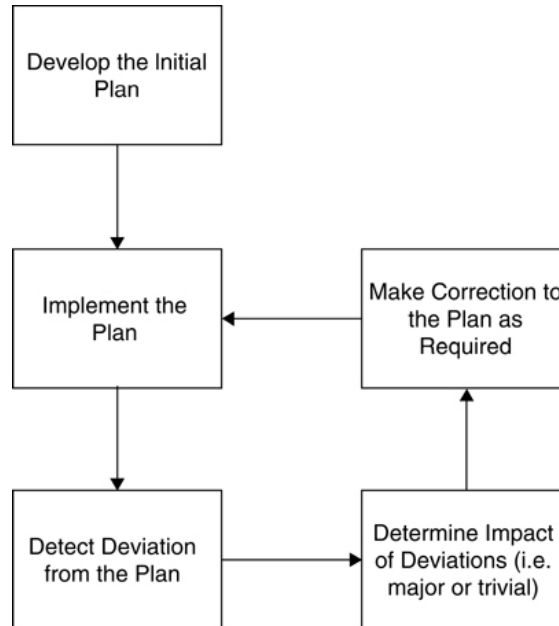 Develop the Initial
Plan
Implement the
Plan
Make Correction to
the Plan as
Required
Detect Deviation
from the Plan
Determine Impact
of Deviations (i.e.
major or trivial)